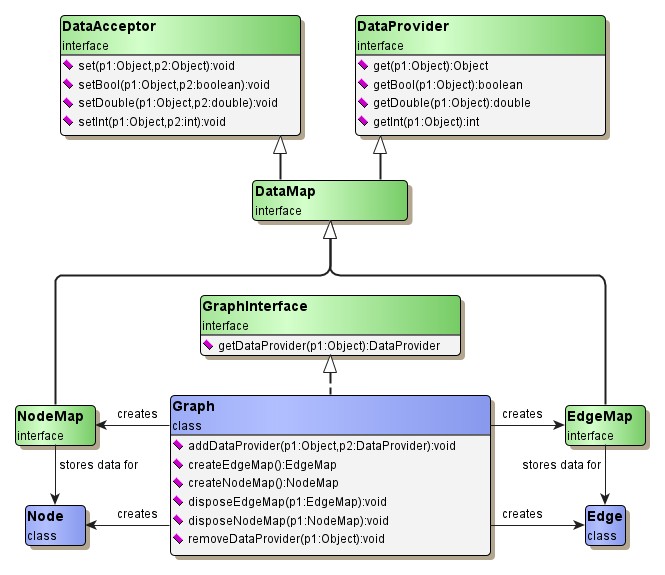 DataAcceptor
interface
set(p1:Object,p2:Object):void
setBool(p1:Object,p2:boolean):void
setDouble(p1:Object,p2:double):void
setInt(p1:Object,p2:int):void
DataProvider
interface
get(p1:Object):Object
getBool(p1:Object):boolean
getDouble(p1:Object):double
getInt(p1:Object):int
DataMap
interface
GraphInterface
interface
getDataProvider(p1:Object):DataProvider
NodeMap
interface
creates
Graph
class
addDataProvider(p1:Object,p2:DataProvider):void
createEdgeMap():EdgeMap
createNodeMap():NodeMap
disposeEdgeMap(p1:EdgeMap):void
disposeNodeMap(p1:NodeMap):void
removeDataProvider(p1:Object):void
creates
EdgeMap
interface
stores data for
stores data for
Node
class
creates
creates
Edge
class